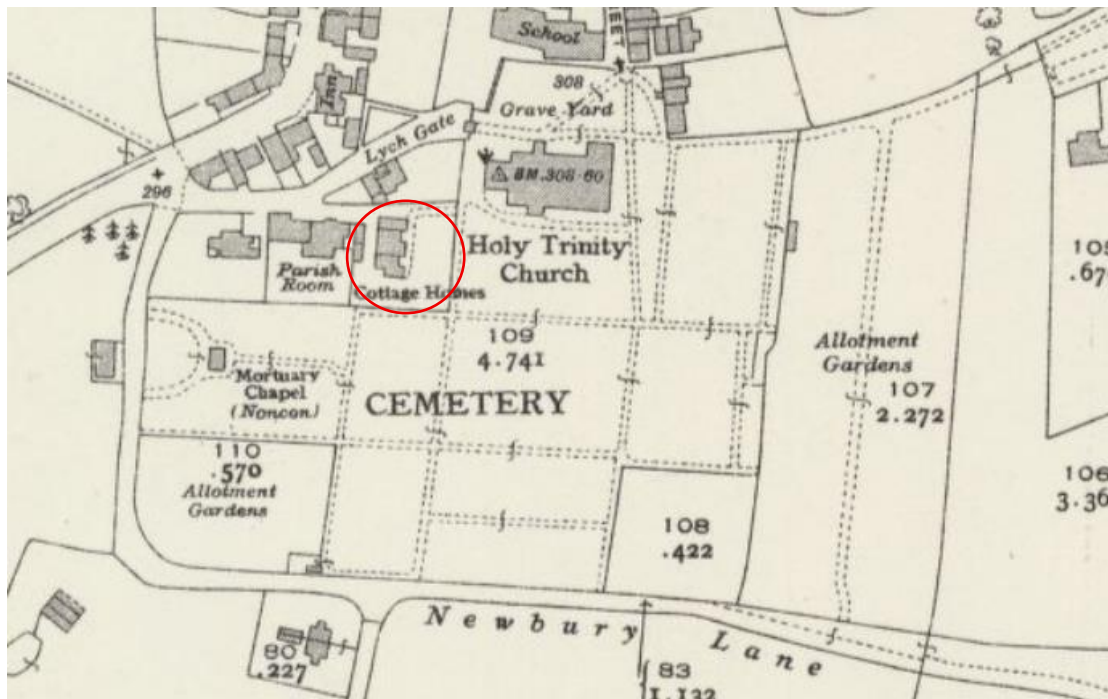 School
EET
308
Inn
Grave Yard
Lych Gate
B.M.308·60
296
Holy Trinity
Church
Parish
Room
Cottage Homes
109
4.741
Allotment
Gardens
107
2.272
Mortuary
Chapel
(Noncon)
CEMETERY
110
.570
Allotment
Gardens
108
.422
106
3.36
Newbury Lane
80
.227
83
1.122